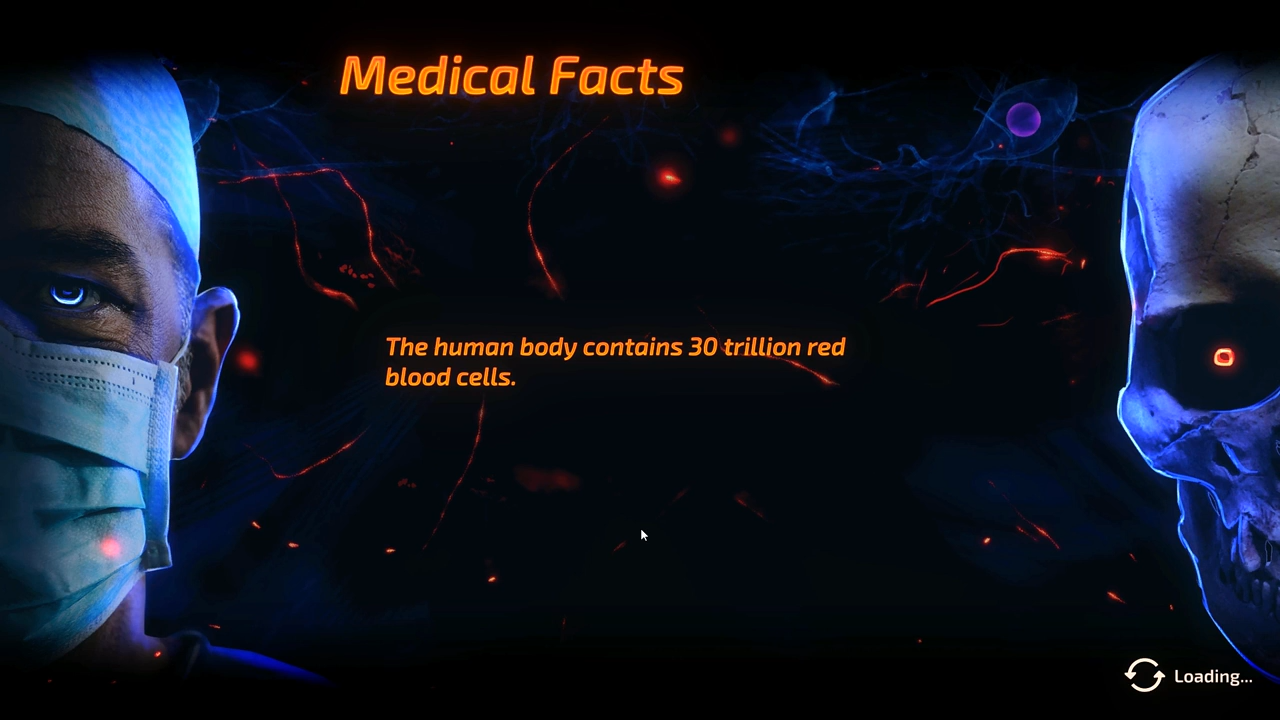 Medical Facts
The human body contains 30 trillion red
blood cells.
Loading...